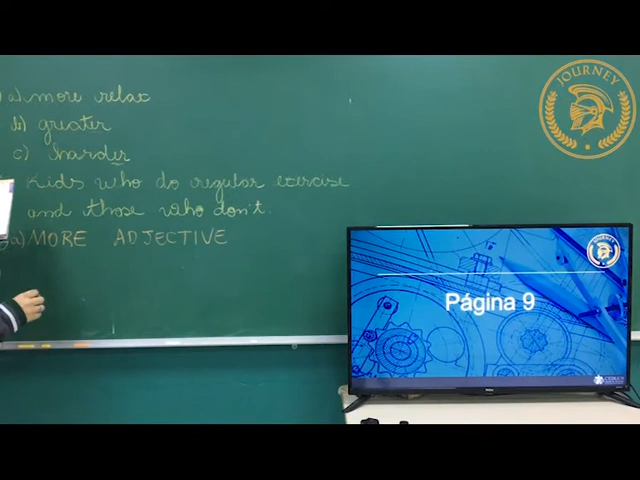 a) more relax
b) greater
c) harder
Kids who do regular exercise
and those who don't.
a) MORE ADJECTIVE
JOURNEY
Página 9